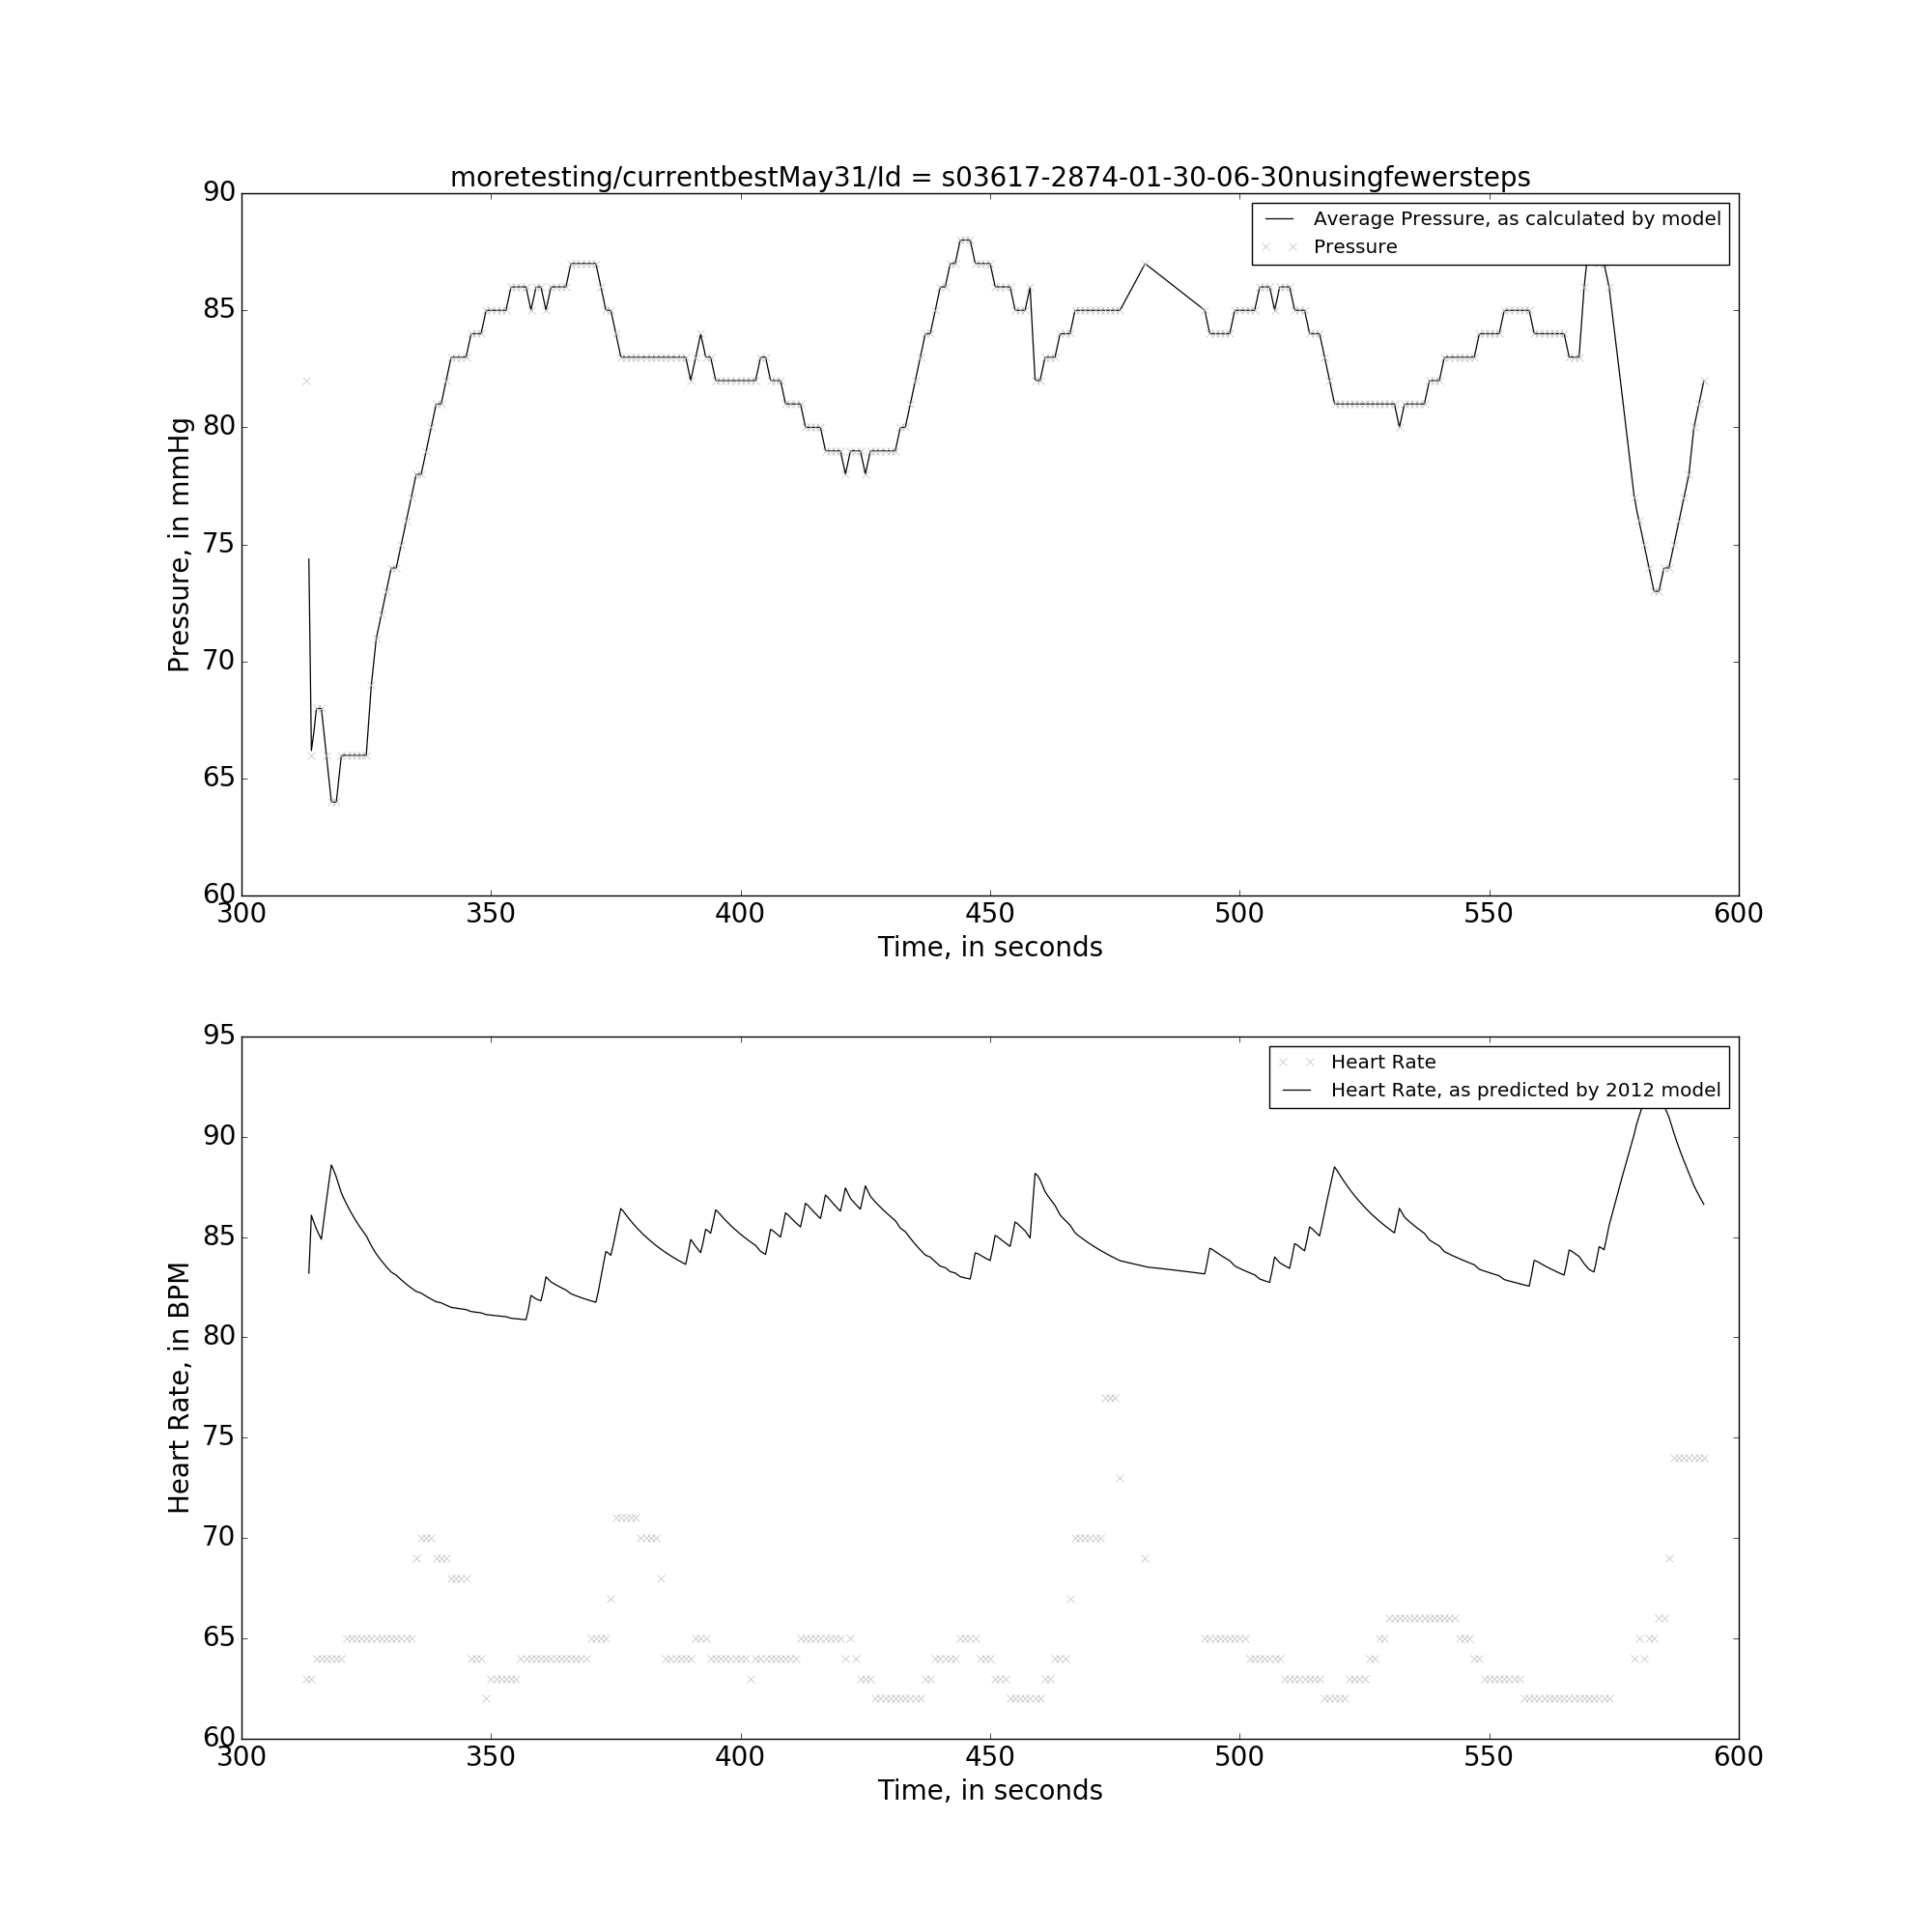 moretesting/currentbestMay31/Id = s03617-2874-01-30-06-30nusingfewersteps
90
85
80
75
70
65
60
Pressure, in mmHg
Average Pressure, as calculated by model
Pressure
300 350 400 450 500 550 600
Time, in seconds
95
90
85
80
75
70
65
60
Heart Rate, in BPM
Heart Rate
Heart Rate, as predicted by 2012 model
300 350 400 450 500 550 600
Time, in seconds